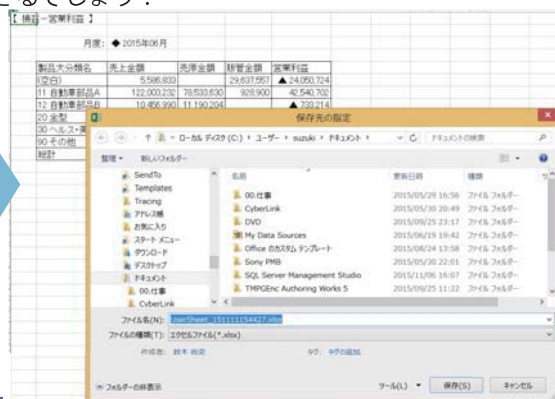 きるでしょう！
【 損益－営業利益 】
月度: ◆ 2015年06月
製品大分類名 売上金額 売原金額 販管金額 営業利益
(空白) 5,586,833 29,637,557 ▲ 24,050,724
11 自動車部品A 122,003,232 78,533,630 928,900 42,540,702
12 自動車部品B 10,456,990 11,190,204 ▲ 733,214
20 金型
30 ヘルス・美
90 その他
総計
保存先の指定
ローカル ディスク (C:) ユーザー suzuki ドキュメント ドキュメントの検索
整理 新しいフォルダー
SendTo
Templates
Tracing
アドレス帳
お気に入り
スタート メニュー
ダウンロード
デスクトップ
ドキュメント
00.仕事
CyberLink
名前 更新日時 種類
00.仕事 2015/05/29 16:56 ファイル フォルダー
CyberLink 2015/05/30 20:49 ファイル フォルダー
DVD 2015/09/25 23:17 ファイル フォルダー
My Data Sources 2015/06/19 19:42 ファイル フォルダー
Office のカスタム テンプレート 2015/08/24 13:58 ファイル フォルダー
Sony PMB 2015/05/30 22:01 ファイル フォルダー
SQL Server Management Studio 2015/11/06 16:07 ファイル フォルダー
TMPGEnc Authoring Works 5 2015/09/25 11:22 ファイル フォルダー
ファイル名(N): UserSheet_151111154427.xlsx
ファイルの種類(T): エクセルファイル(*.xlsx)
作成者: 鈴木 尚史 タグ: タグの追加
フォルダーの非表示 ツール(L) 保存(S) キャンセル